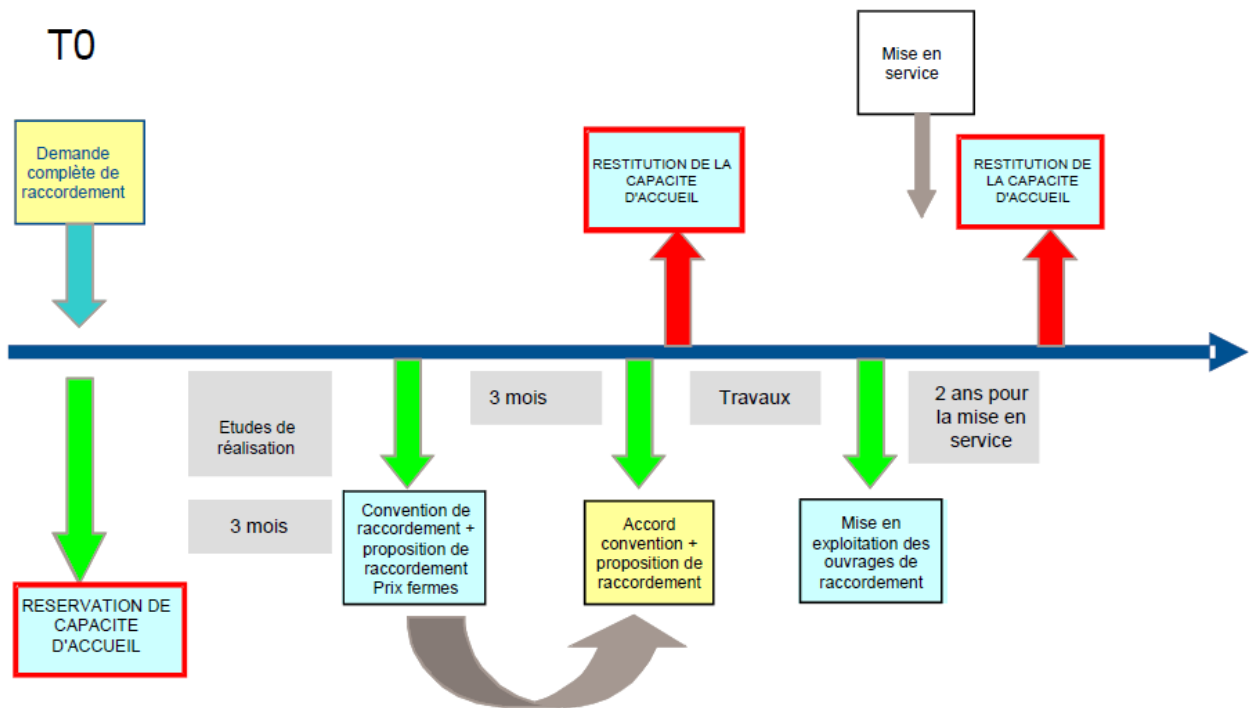 T0
Mise en
service
Demande
complète de
raccordement
RESTITUTION DE LA
CAPACITE
D'ACCUEIL
RESTITUTION DE
LA CAPACITE
D'ACCUEIL
Etudes de
réalisation
3 mois
Travaux
2 ans pour
la mise en
service
3 mois
Convention de
raccordement +
proposition de
raccordement
Prix fermes
Accord
convention +
proposition de
raccordement
Mise en
exploitation des
ouvrages de
raccordement
RESERVATION DE
CAPACITE
D'ACCUEIL